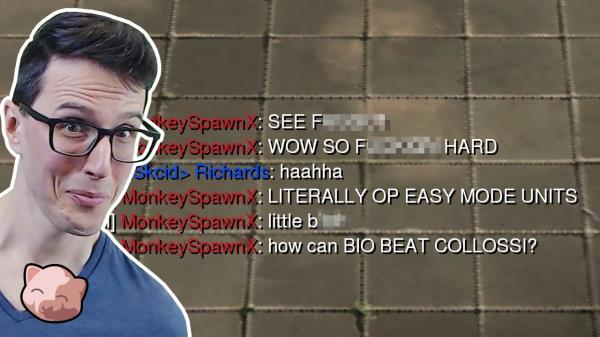 nkeySpawnX: SEE F
onkeySpawnX: WOW SO F HARD
Skcid> Richards: haahha
MonkeySpawnX: LITERALLY OP EASY MODE UNITS
] MonkeySpawnX: little b
MonkeySpawnX: how can BIO BEAT COLLOSSI?